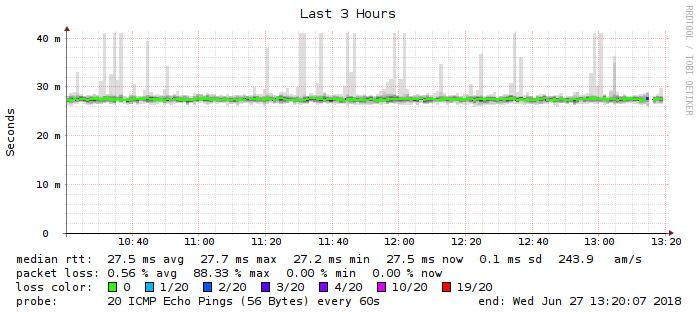 Last 3 Hours
RRDTOOL / TOBI OETIKER
Seconds
40 m
30 m
20 m
10 m
0
10:40 11:00 11:20 11:40 12:00 12:20 12:40 13:00 13:20
median rtt: 27.5 ms avg 27.7 ms max 27.2 ms min 27.5 ms now 0.1 ms sd 243.9 am/s
packet loss: 0.56 % avg 88.33 % max 0.00 % min 0.00 % now
loss color: 0 1/20 2/20 3/20 4/20 10/20 19/20
probe: 20 ICMP Echo Pings (56 Bytes) every 60s end: Wed Jun 27 13:20:07 2018